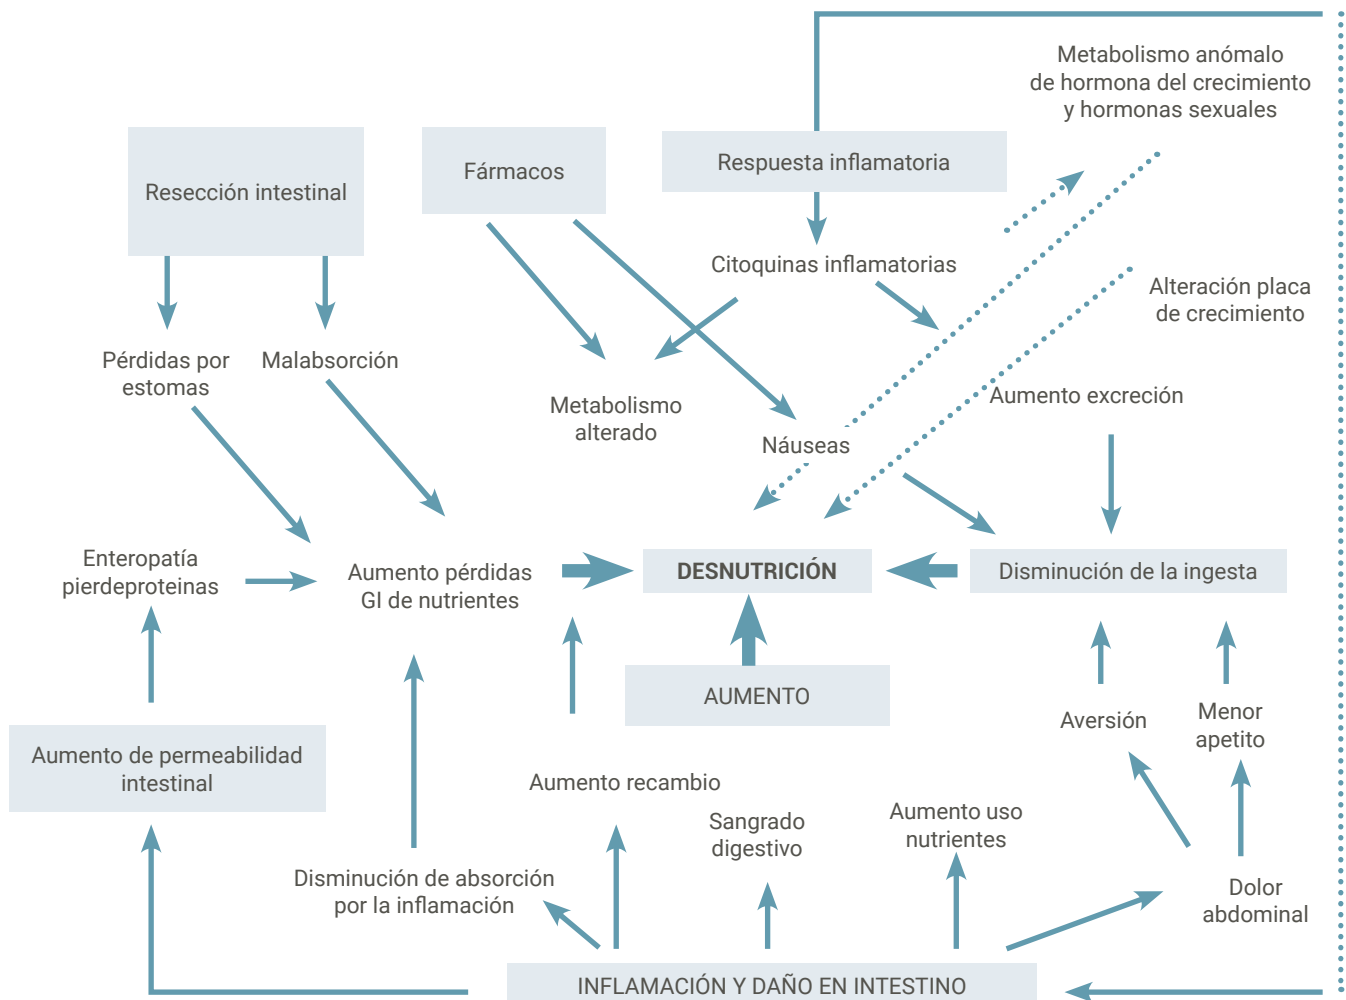 Metabolismo anómalo
de hormona del crecimiento
y hormonas sexuales
Resección intestinal
Fármacos
Respuesta inflamatoria
Citoquinas inflamatorias
Alteración placa
de crecimiento
Pérdidas por
estomas
Malabsorción
Metabolismo
alterado
Náuseas
Aumento excreción
Enteropatía
pierdeproteinas
Aumento pérdidas
GI de nutrientes
DESNUTRICIÓN
Disminución de la ingesta
AUMENTO
Aversión
Menor
apetito
Aumento de permeabilidad
intestinal
Aumento recambio
Sangrado
digestivo
Aumento uso
nutrientes
Disminución de absorción
por la inflamación
Dolor
abdominal
INFLAMACIÓN Y DAÑO EN INTESTINO